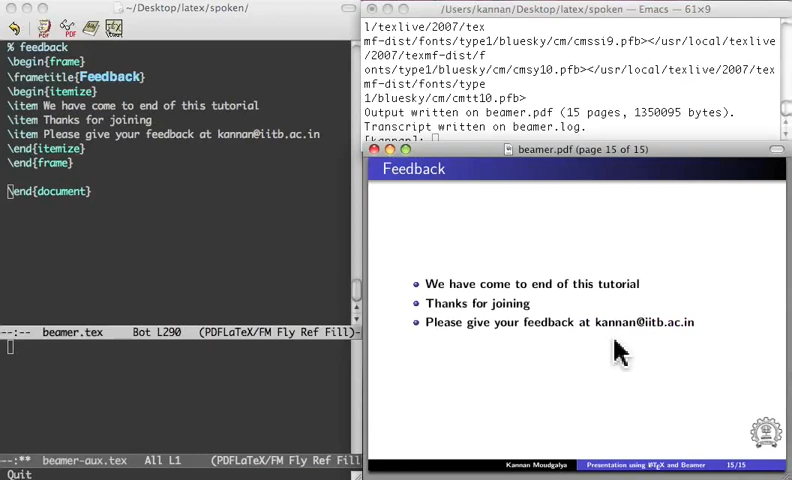 ~/Desktop/latex/spoken/
% feedback
\begin{frame}
\frametitle{Feedback}
\begin{itemize}
\item We have come to end of this tutorial
\item Thanks for joining
\item Please give your feedback at kannan@iitb.ac.in
\end{itemize}
\end{frame}
\end{document}
--:-- beamer.tex Bot L290 (PDFLaTeX/FM Fly Ref Fill)-
--:** beamer-aux.tex All L1 (PDFLaTeX/FM Fly Ref Fill
Quit
/Users/kannan/Desktop/latex/spoken — Emacs — 61×9
l/texlive/2007/tex
mf-dist/fonts/type1/bluesky/cm/cmssi9.pfb></usr/local/texlive
/2007/texmf-dist/f
onts/type1/bluesky/cm/cmsy10.pfb></usr/local/texlive/2007/tex
mf-dist/fonts/type
1/bluesky/cm/cmtt10.pfb>
Output written on beamer.pdf (15 pages, 1350095 bytes).
Transcript written on beamer.log.
[kannan]:
beamer.pdf (page 15 of 15)
Feedback
We have come to end of this tutorial
Thanks for joining
Please give your feedback at kannan@iitb.ac.in
Kannan Moudgalya Presentation using LaTeX and Beamer 15/15